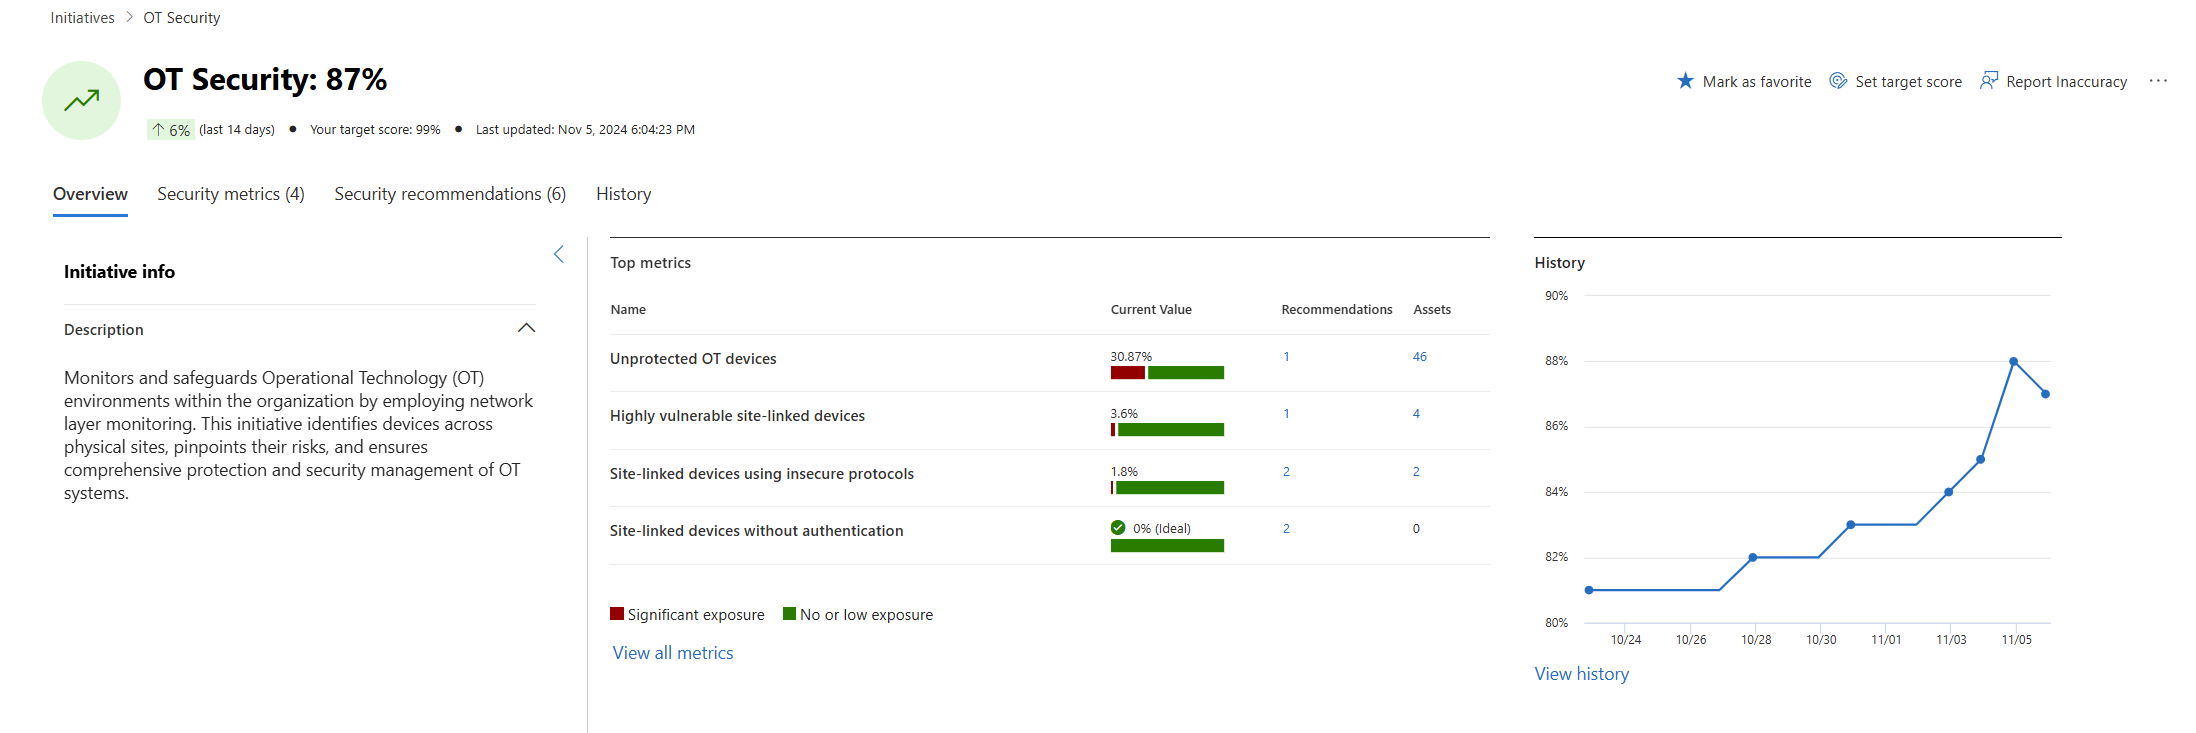 Initiatives > OT Security
OT Security: 87%
Mark as favorite Set target score Report Inaccuracy ...
↑ 6% (last 14 days) • Your target score: 99% • Last updated: Nov 5, 2024 6:04:23 PM
Overview Security metrics (4) Security recommendations (6) History
Initiative info
Description
Monitors and safeguards Operational Technology (OT)
environments within the organization by employing network
layer monitoring. This initiative identifies devices across
physical sites, pinpoints their risks, and ensures
comprehensive protection and security management of OT
systems.
Top metrics
Name Current Value Recommendations Assets
Unprotected OT devices 30.87% 1 46
Highly vulnerable site-linked devices 3.6% 1 4
Site-linked devices using insecure protocols 1.8% 2 2
Site-linked devices without authentication 0% (Ideal) 2 0
Significant exposure No or low exposure
View all metrics
History
90%
88%
86%
84%
82%
80%
10/24 10/26 10/28 10/30 11/01 11/03 11/05
View history